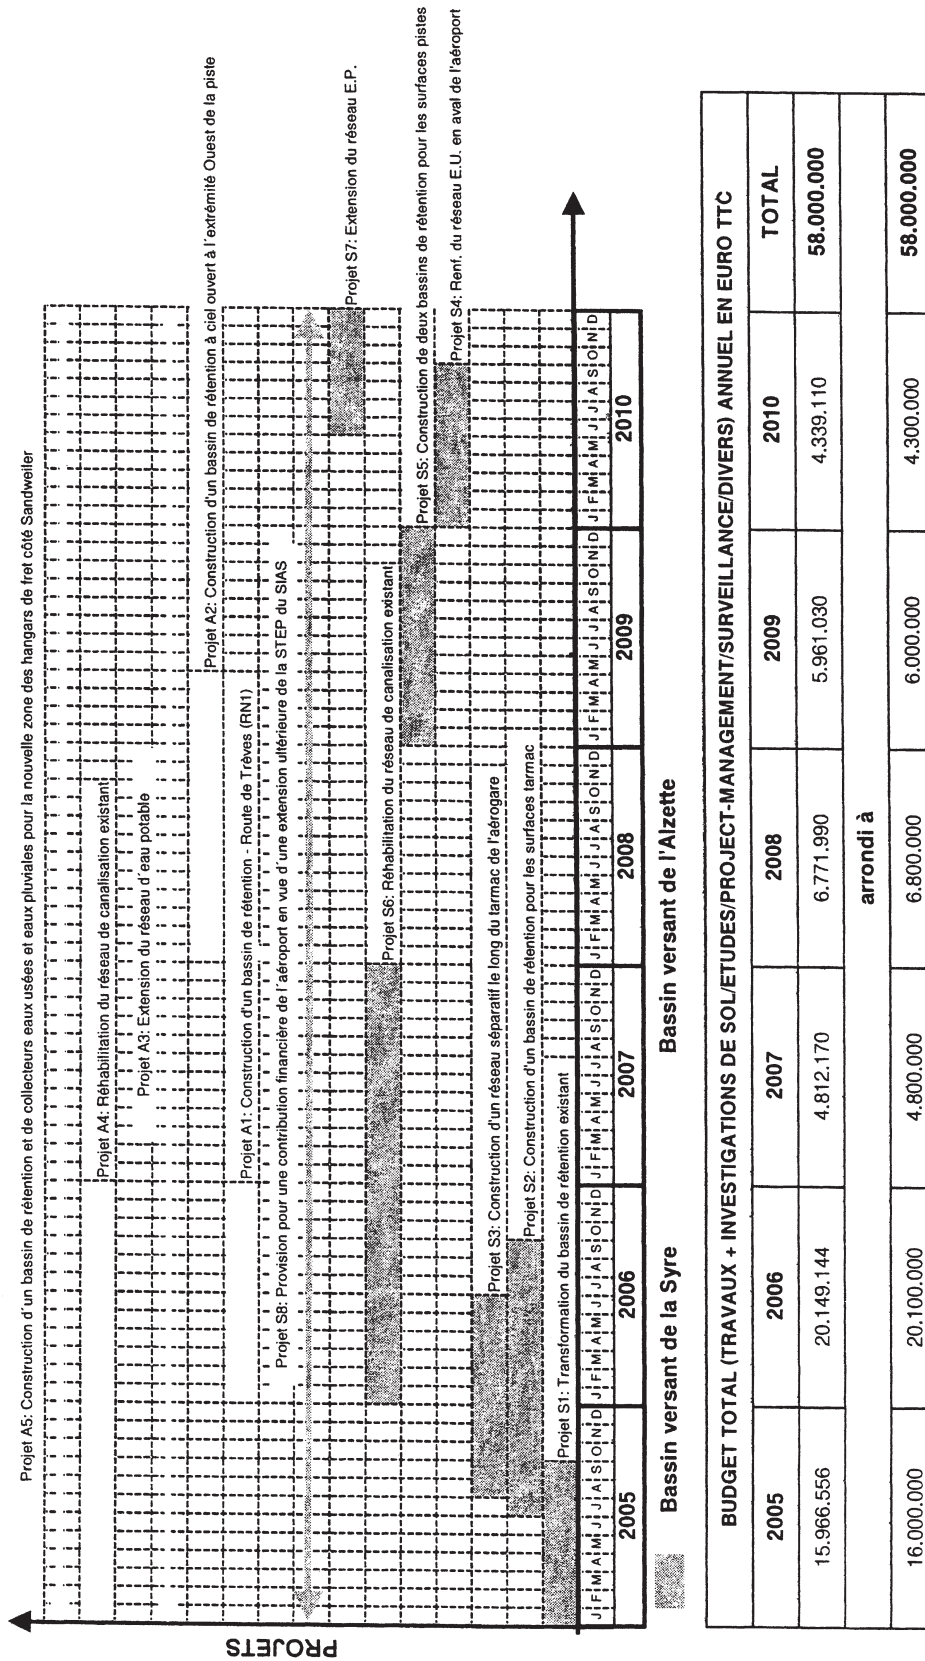 PROJETS
Projet A5: Construction d'un bassin de rétention et de collecteurs eaux usées et eaux pluviales pour la nouvelle zone des hangars de fret côté Sandweiler
Projet A4: Réhabilitation du réseau de canalisation existant
Projet A3: Extension du réseau d'eau potable
Projet A2: Construction d'un bassin de rétention à ciel ouvert à l'extrémité Ouest de la piste
Projet A1: Construction d'un bassin de rétention - Route de Trèves (RN1)
Projet S8: Provision pour une contribution financière de l'aéroport en vue d'une extension ultérieure de la STEP du SIAS
Projet S7: Extension du réseau E.P.
Projet S6: Réhabilitation du réseau de canalisation existant
Projet S5: Construction de deux bassins de rétention pour les surfaces pistes
Projet S4: Renf. du réseau E.U. en aval de l'aéroport
Projet S3: Construction d'un réseau séparatif le long du tarmac de l'aérogare
Projet S2: Construction d'un bassin de rétention pour les surfaces tarmac
Projet S1: Transformation du bassin de rétention existant
J F M A M J J A S O N D J F M A M J J A S O N D J F M A M J J A S O N D J F M A M J J A S O N D J F M A M J J A S O N D J F M A M J J A S O N D
2005 2006 2007 2008 2009 2010
Bassin versant de la Syre Bassin versant de l'Alzette
BUDGET TOTAL (TRAVAUX + INVESTIGATIONS DE SOL/ETUDES/PROJECT-MANAGEMENT/SURVEILLANCE/DIVERS) ANNUEL EN EURO TTC
2005 2006 2007 2008 2009 2010 TOTAL
15.966.556 20.149.144 4.812.170 6.771.990 5.961.030 4.339.110 58.000.000
arrondi à
16.000.000 20.100.000 4.800.000 6.800.000 6.000.000 4.300.000 58.000.000